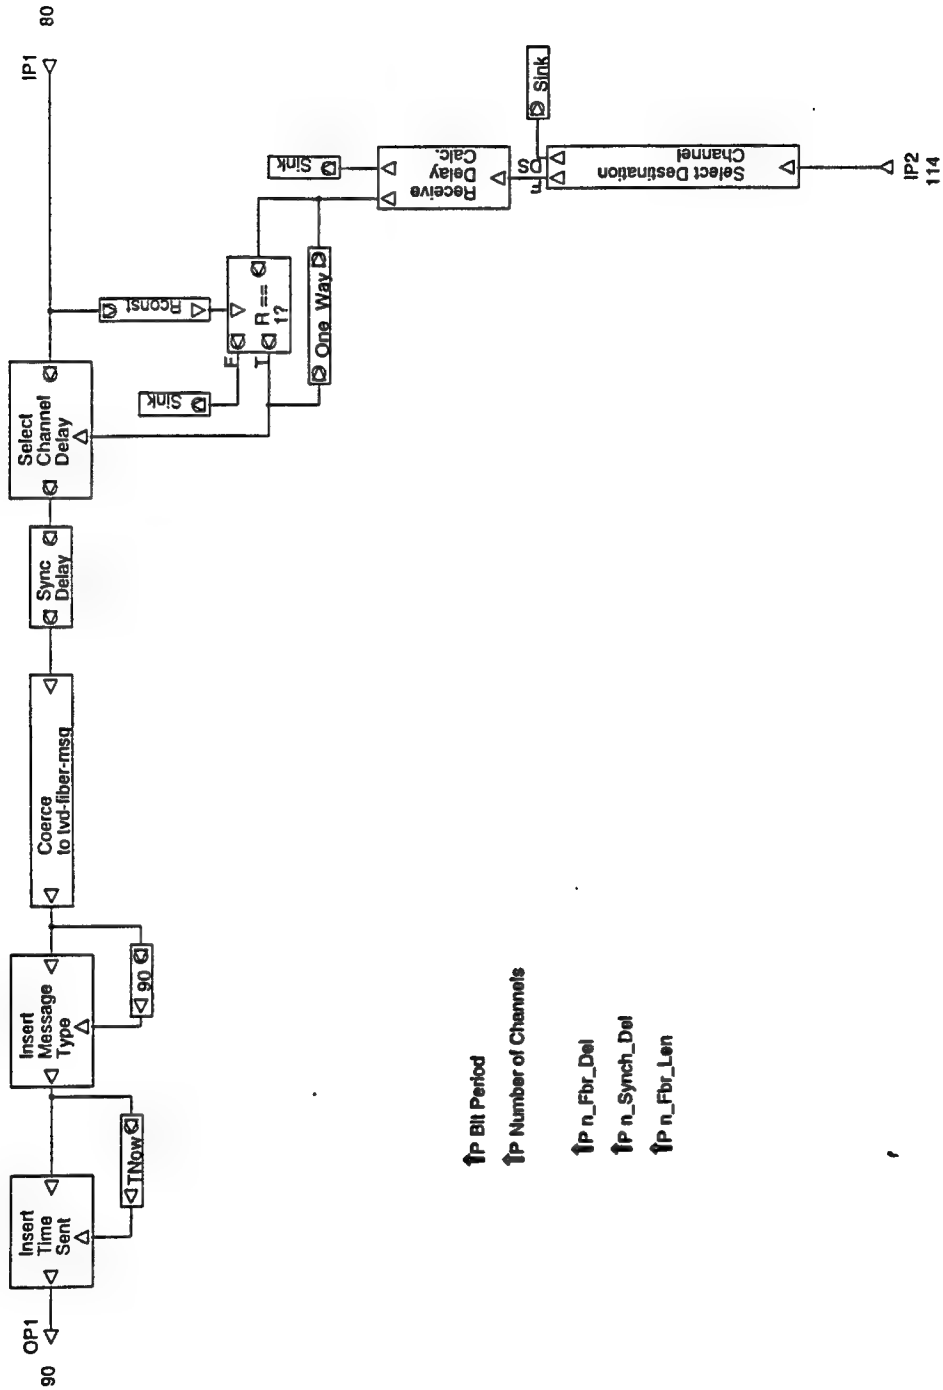 OP1
90
Insert
Time
Sent
TNow
Insert
Message
Type
90
Coerce
to tvd-fiber-msg
Sync
Delay
Select
Channel
Delay
IP1
80
Rconst
Sink
F
T
R ==
1?
One Way
Sink
Receive
Delay
Calc.
F
DS
Sink
Select Destination
Channel
IP2
114
⇑P Bit Period
⇑P Number of Channels
⇑P n_Fbr_Del
⇑P n_Synch_Del
⇑P n_Fbr_Len